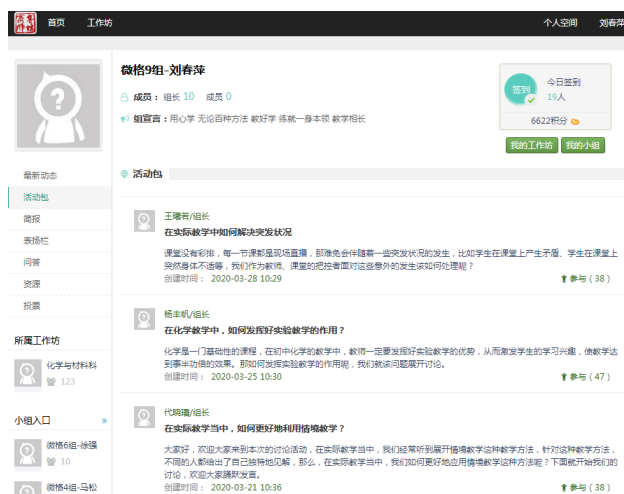 首页 工作坊 个人空间 刘春萍
微格9组-刘春萍
成员： 组长 10 成员 0
组宣言：用心学 无论百种方法 教好学 练就一身本领 教学相长
签到
今日签到
19人
6622积分
我的工作坊 我的小组
最新动态
活动包
简报
表扬栏
问答
资源
投票
所属工作坊
化学与材料科
123
小组入口 »
微格6组-徐强
10
微格4组-马松
活动包
王曦若/组长
在实际教学中如何解决突发状况
课堂没有彩排，每一节课都是现场直播，那难免会伴随着一些突发状况的发生，比如学生在课堂上产生矛盾、学生在课堂上
突然身体不适等，我们作为教师、课堂的把控者面对这些意外的发生该如何处理呢？
创建时间： 2020-03-28 10:29 参与 ( 38 )
杨丰帆/组长
在化学教学中，如何发挥好实验教学的作用？
化学是一门基础性的课程，在初中化学的教学中，教师一定要发挥好实验教学的优势，从而激发学生的学习兴趣，使教学达
到事半功倍的效果。那如何发挥实验教学的作用呢，我们就该问题展开讨论。
创建时间： 2020-03-25 10:30 参与 ( 47 )
代晓瑶/组长
在实际教学当中，如何更好地利用情境教学？
大家好，欢迎大家来到本次的讨论活动，在实际教学当中，我们经常听到展开情境教学这种教学方法，针对这种教学方法，
不同的人都给出了自己独特地见解，那么，在实际教学当中，我们如何更好地应用情境教学这种方法呢？下面就开始我们的
讨论，欢迎大家踊跃发言。
创建时间： 2020-03-21 10:36 参与 ( 38 )